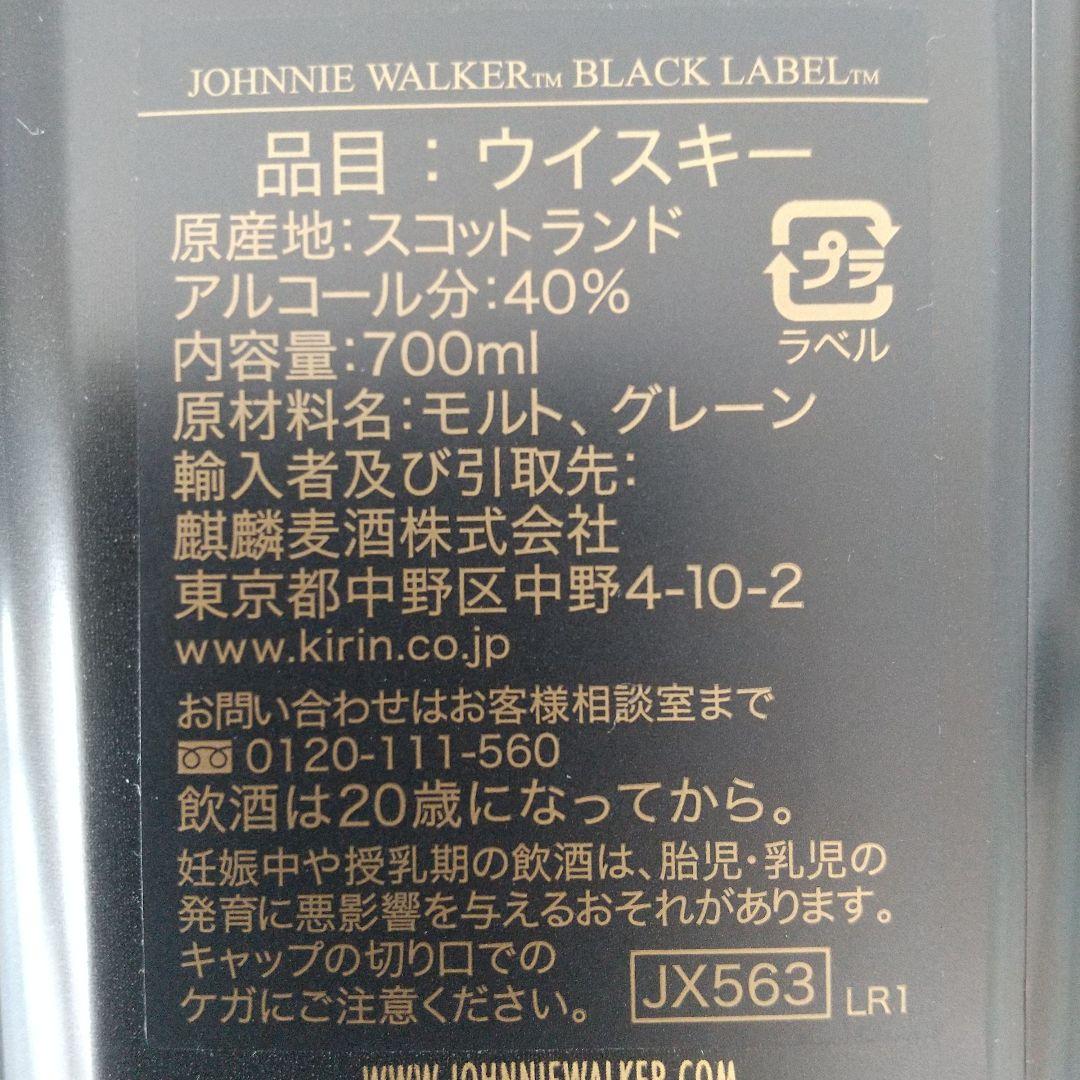 JOHNNIE WALKER™ BLACK LABEL™
品目：ウイスキー
原産地:スコットランド
アルコール分:40%
内容量:700ml
原材料名:モルト、グレーン
プラ
ラベル
輸入者及び引取先:
麒麟麦酒株式会社
東京都中野区中野4-10-2
www.kirin.co.jp
お問い合わせはお客様相談室まで
0120-111-560
飲酒は20歳になってから。
妊娠中や授乳期の飲酒は、胎児・乳児の
発育に悪影響を与えるおそれがあります。
キャップの切り口での
ケガにご注意ください。
JX563 LR1
WWW.JOHNNIEWALKER.COM